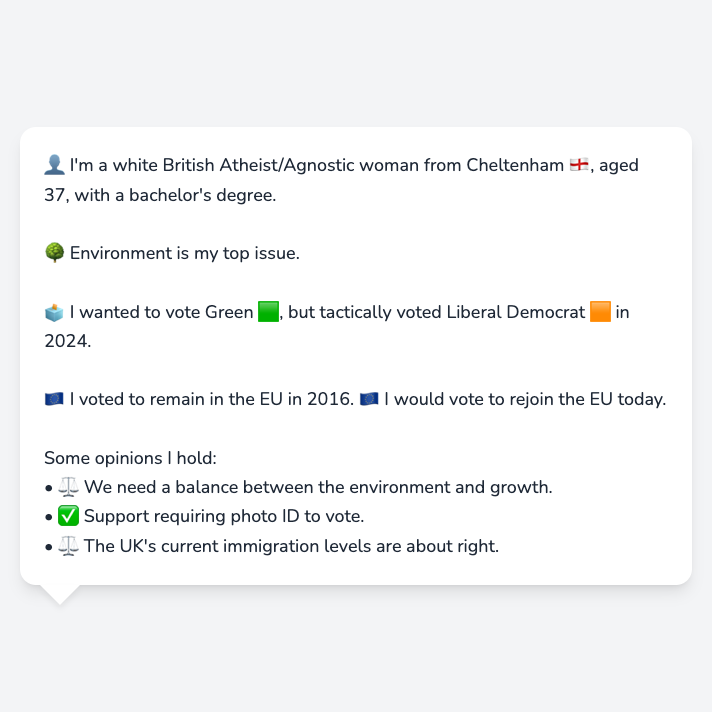 👤 I'm a white British Atheist/Agnostic woman from Cheltenham 🏴󠁧󠁢󠁥󠁮󠁧󠁿, aged
37, with a bachelor's degree.
🌳 Environment is my top issue.
🗳️ I wanted to vote Green 🟩, but tactically voted Liberal Democrat 🟧 in
2024.
🇪🇺 I voted to remain in the EU in 2016. 🇪🇺 I would vote to rejoin the EU today.
Some opinions I hold:
• ⚖️ We need a balance between the environment and growth.
• ✅ Support requiring photo ID to vote.
• ⚖️ The UK's current immigration levels are about right.